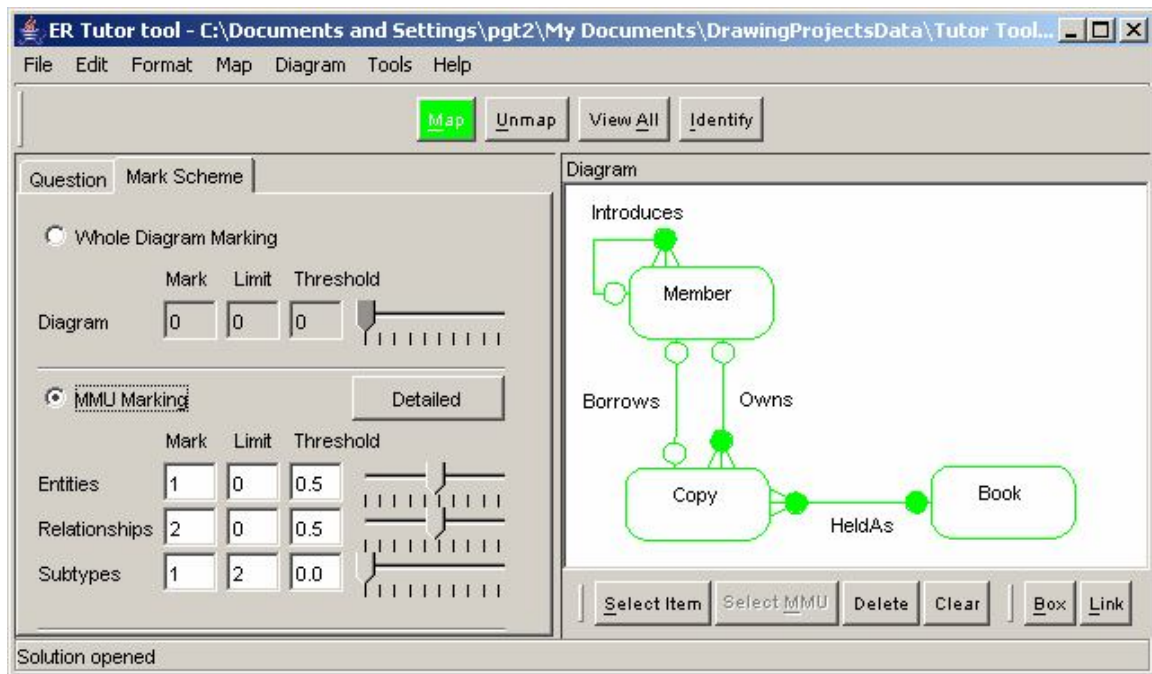 ER Tutor tool - C:\Documents and Settings\pgt2\My Documents\DrawingProjectsData\Tutor Tool...
File Edit Format Map Diagram Tools Help
Map Unmap View All Identify
Question Mark Scheme
Whole Diagram Marking
Mark Limit Threshold
Diagram 0 0 0
MMU Marking Detailed
Mark Limit Threshold
Entities 1 0 0.5
Relationships 2 0 0.5
Subtypes 1 2 0.0
Diagram
Introduces
Member
Borrows Owns
Copy Book
HeldAs
Select Item Select MMU Delete Clear Box Link
Solution opened